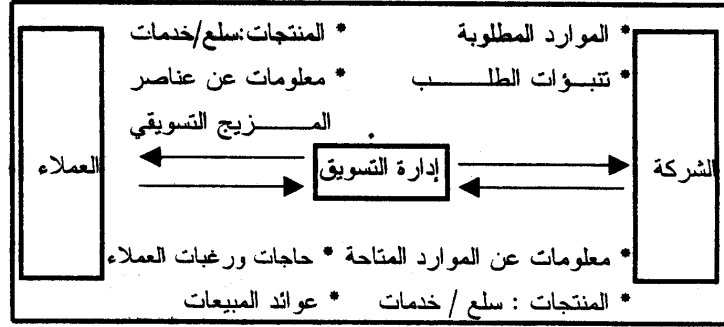 * الموارد المطلوبة
* تنبؤات الطلب
* المنتجات:سلع/خدمات
* معلومات عن عناصر
المزيج التسويقي
الشركة
إدارة التسويق
العملاء
* معلومات عن الموارد المتاحة * حاجات ورغبات العملاء
* المنتجات : سلع / خدمات * عوائد المبيعات